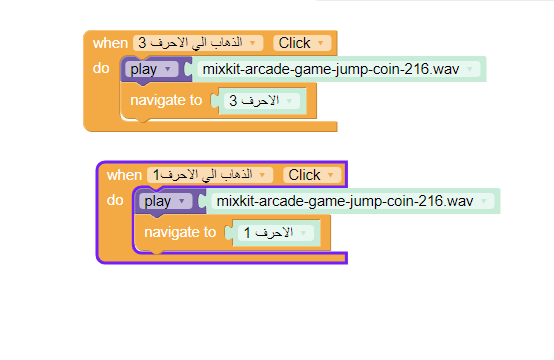 when الذهاب الي الاحرف 3 Click
do play mixkit-arcade-game-jump-coin-216.wav
navigate to الاحرف 3
when الذهاب الي الاحرف1 Click
do play mixkit-arcade-game-jump-coin-216.wav
navigate to الاحرف 1